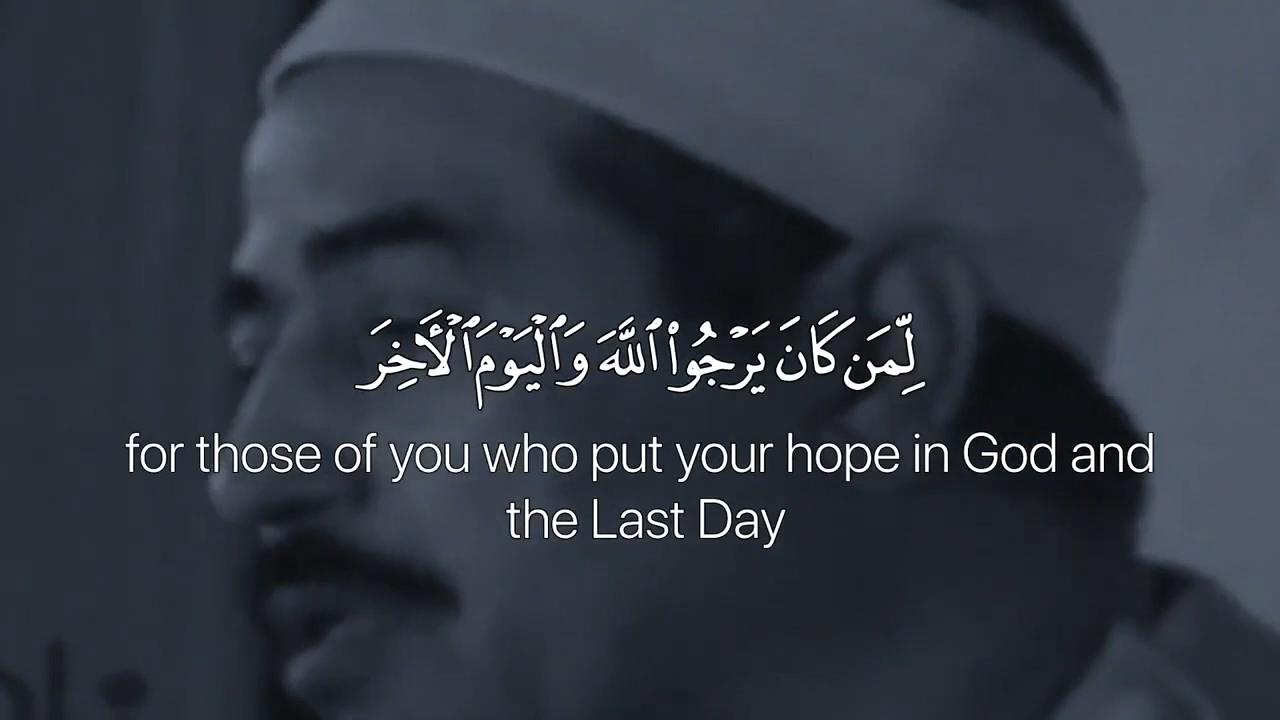 لِّمَن كَانَ يَرْجُوا۟ ٱللَّهَ وَٱلْيَوْمَ ٱلْأَخِرَ
for those of you who put your hope in God and
the Last Day